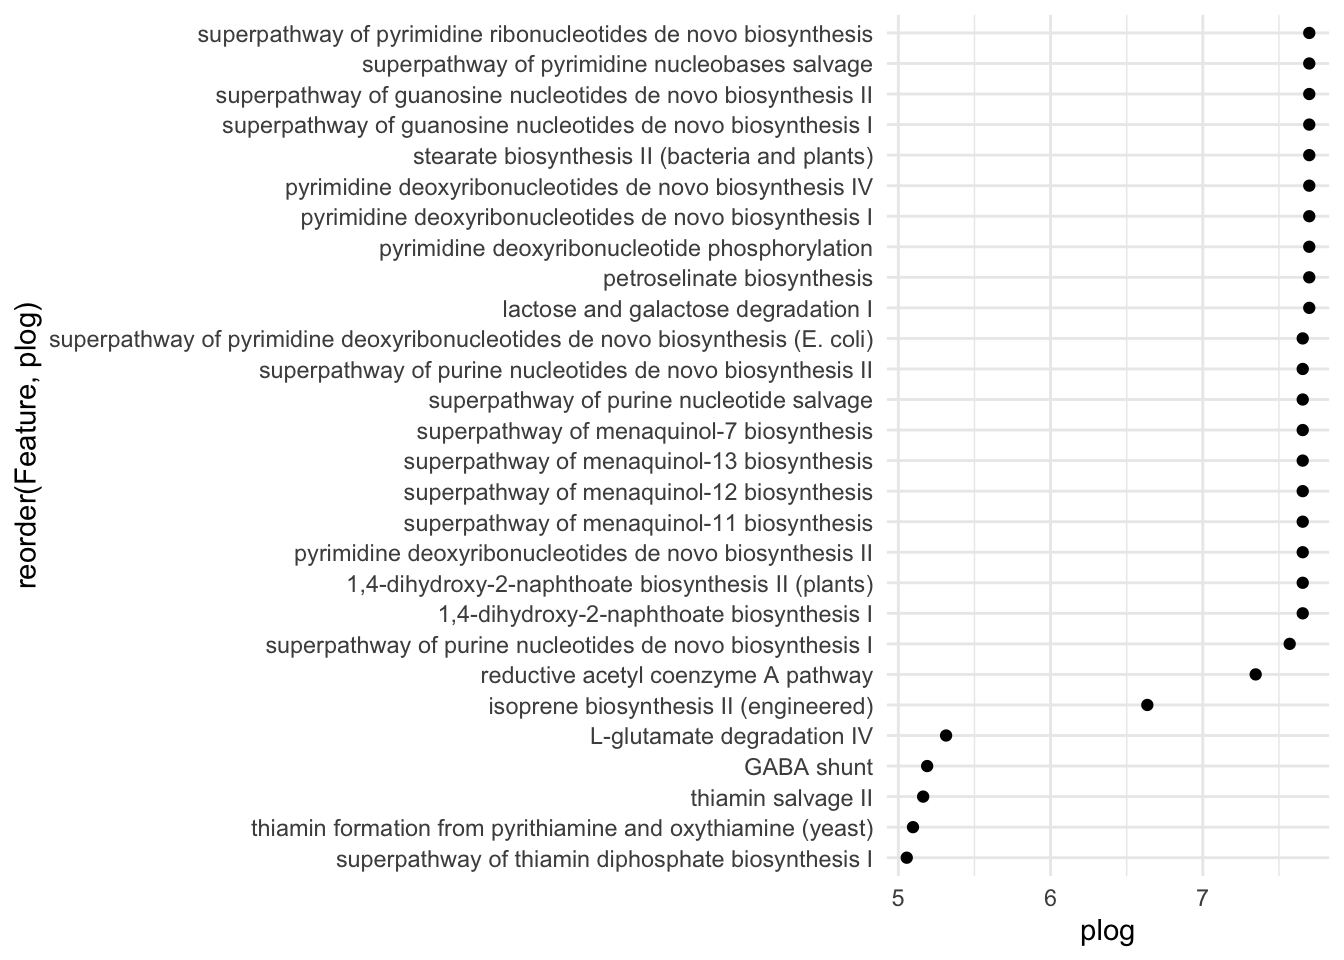 superpathway of pyrimidine ribonucleotides de novo biosynthesis
superpathway of pyrimidine nucleobases salvage
superpathway of guanosine nucleotides de novo biosynthesis II
superpathway of guanosine nucleotides de novo biosynthesis I
stearate biosynthesis II (bacteria and plants)
pyrimidine deoxyribonucleotides de novo biosynthesis IV
pyrimidine deoxyribonucleotides de novo biosynthesis I
pyrimidine deoxyribonucleotide phosphorylation
petroselinate biosynthesis
lactose and galactose degradation I
superpathway of pyrimidine deoxyribonucleotides de novo biosynthesis (E. coli)
superpathway of purine nucleotides de novo biosynthesis II
superpathway of purine nucleotide salvage
superpathway of menaquinol-7 biosynthesis
superpathway of menaquinol-13 biosynthesis
superpathway of menaquinol-12 biosynthesis
superpathway of menaquinol-11 biosynthesis
pyrimidine deoxyribonucleotides de novo biosynthesis II
1,4-dihydroxy-2-naphthoate biosynthesis II (plants)
1,4-dihydroxy-2-naphthoate biosynthesis I
superpathway of purine nucleotides de novo biosynthesis I
reductive acetyl coenzyme A pathway
isoprene biosynthesis II (engineered)
L-glutamate degradation IV
GABA shunt
thiamin salvage II
thiamin formation from pyrithiamine and oxythiamine (yeast)
superpathway of thiamin diphosphate biosynthesis I
reorder(Feature, plog)
5 6 7
plog